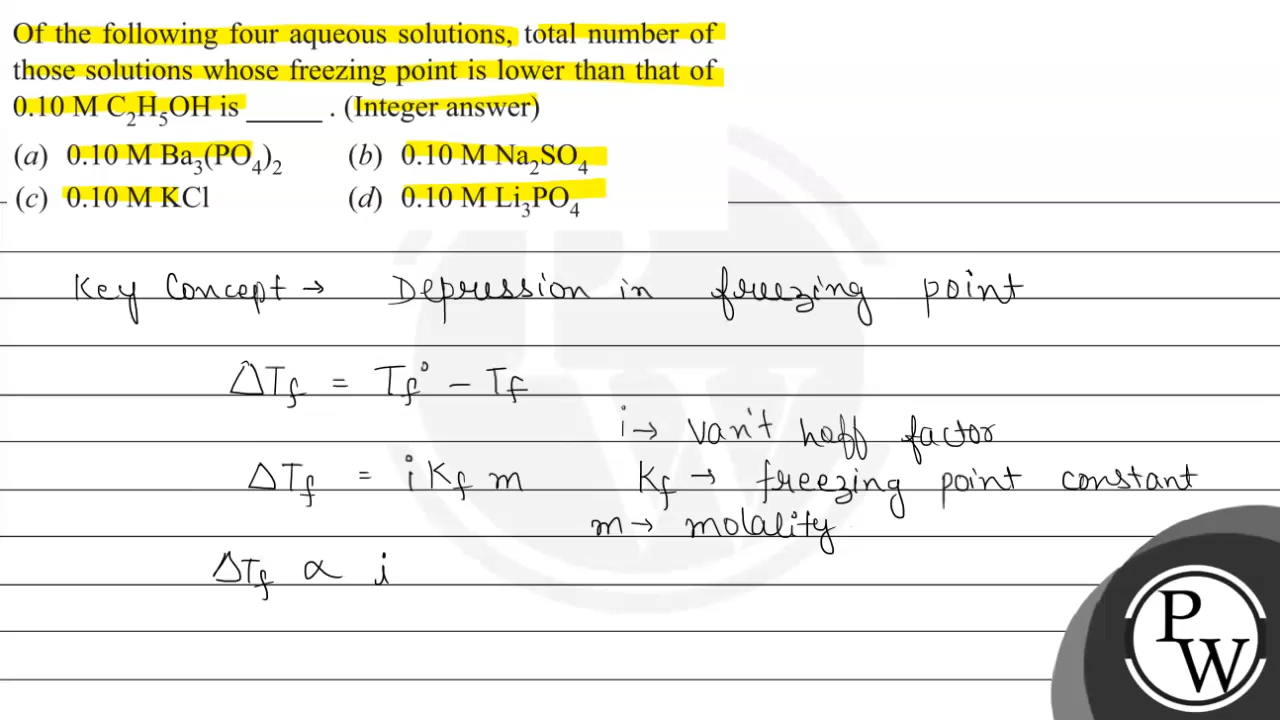 Of the following four aqueous solutions, total number of
those solutions whose freezing point is lower than that of
0.10 M C₂H₅OH is _____ . (Integer answer)
(a) 0.10 M Ba₃(PO₄)₂ (b) 0.10 M Na₂SO₄
(c) 0.10 M KCl (d) 0.10 M Li₃PO₄
Key Concept → Depression in freezing point
ΔTf = Tf° − Tf
i → Van't hoff factor
ΔTf = i Kf m Kf → freezing point constant
m → molality
ΔTf ∝ i
PW